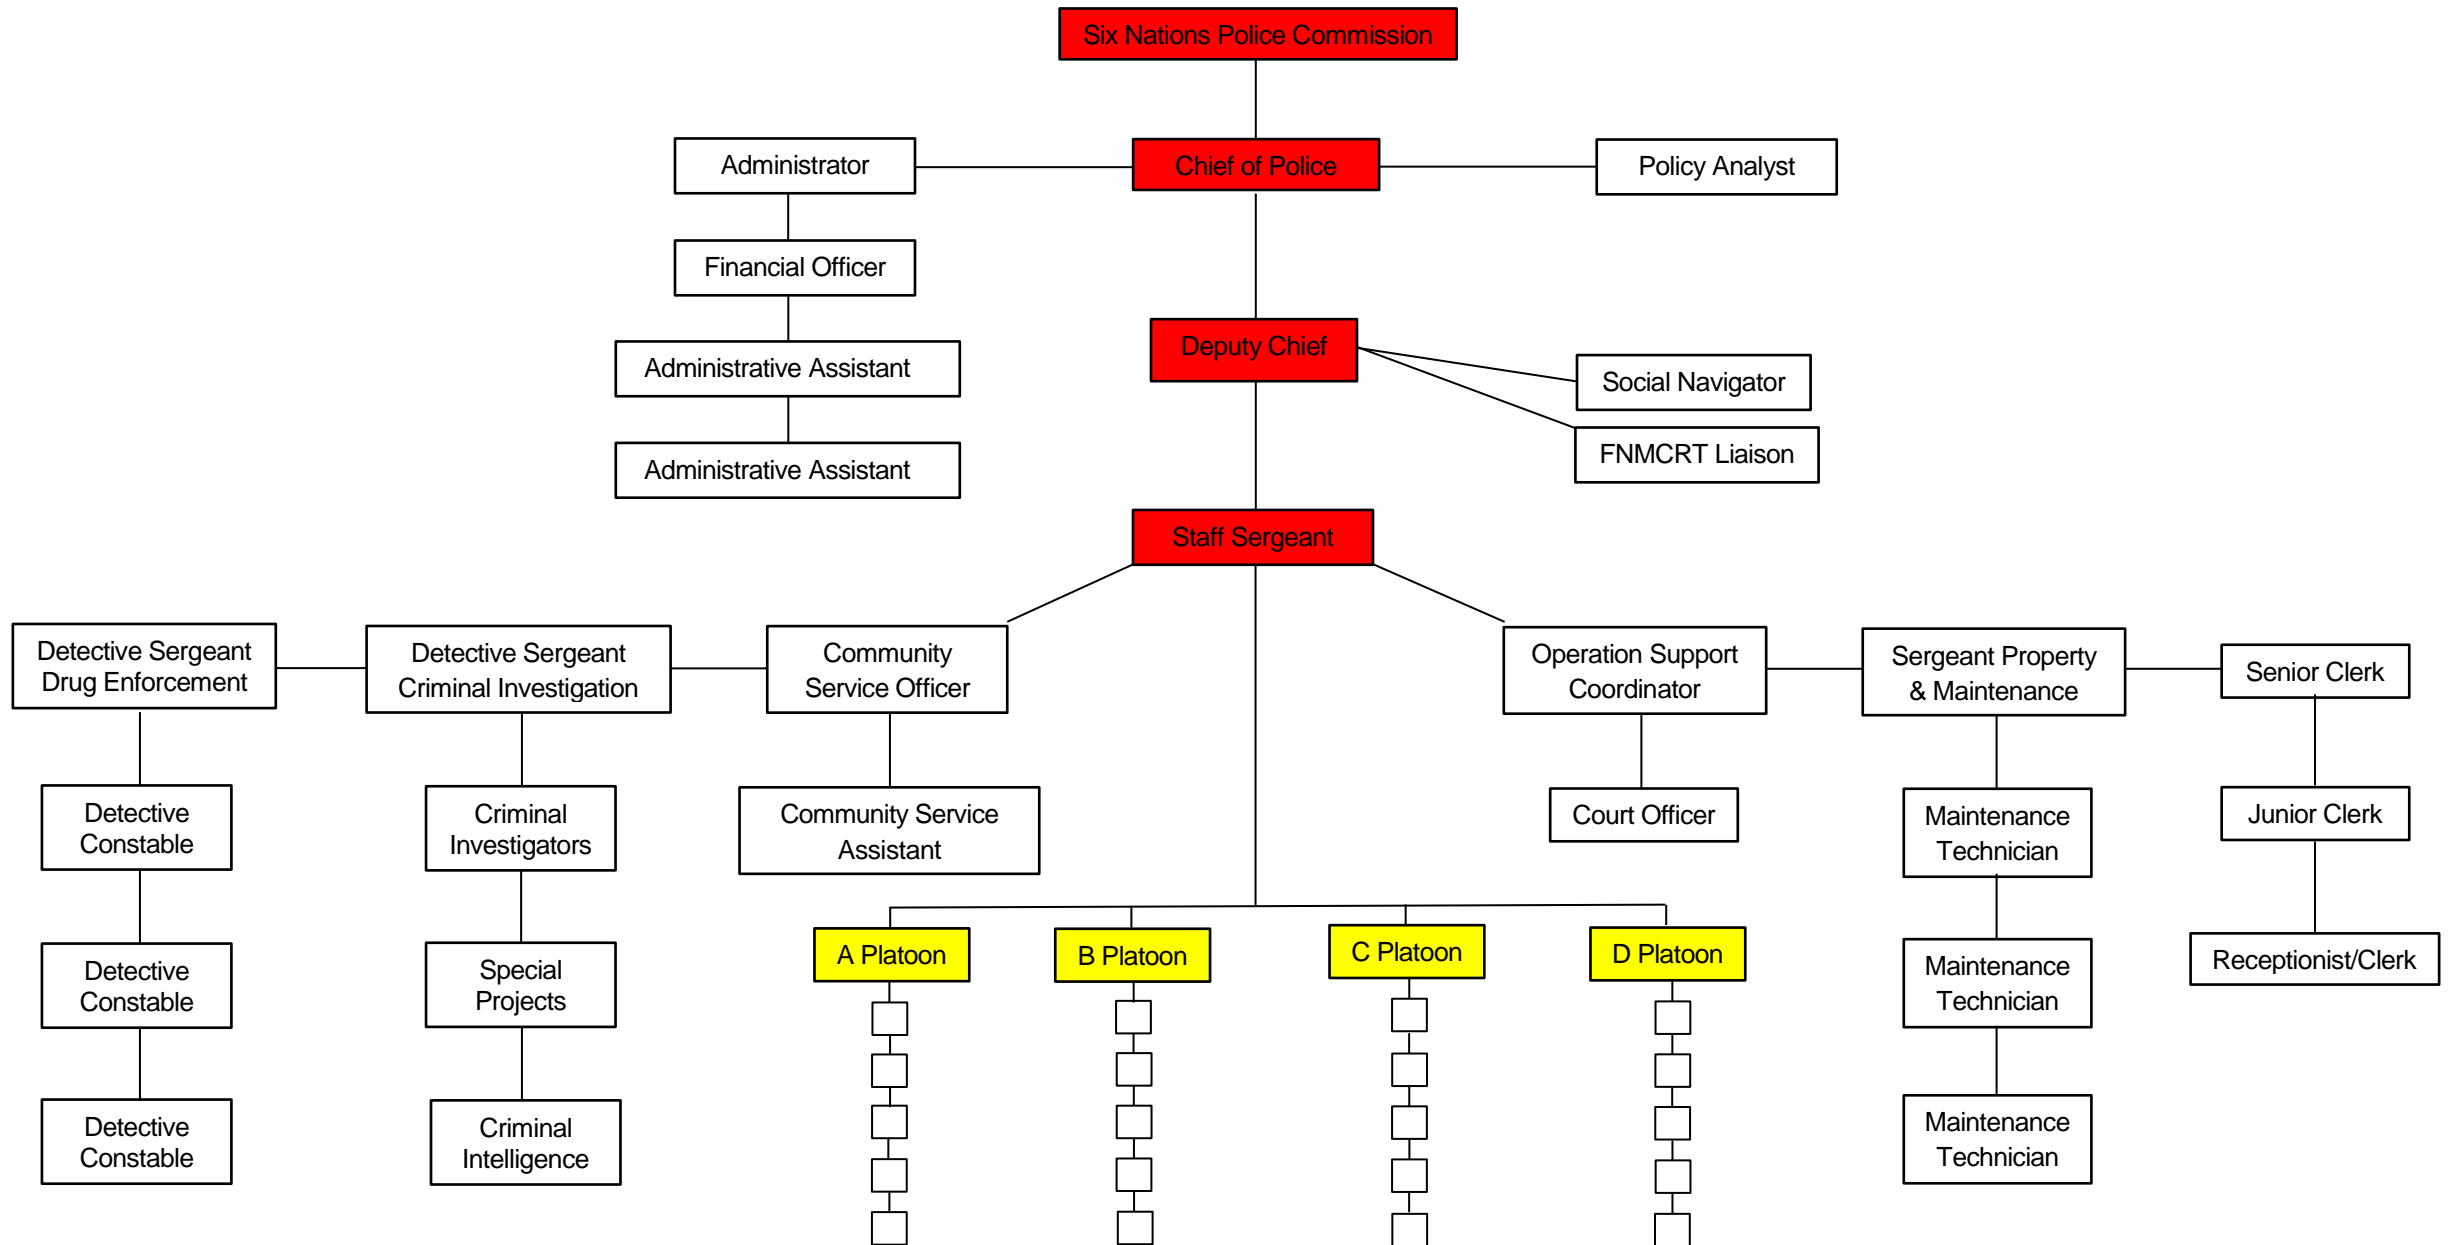 Six Nations Police Commission
Administrator
Chief of Police
Policy Analyst
Financial Officer
Administrative Assistant
Administrative Assistant
Deputy Chief
Social Navigator
FNMCRT Liaison
Staff Sergeant
Detective Sergeant
Drug Enforcement
Detective Sergeant
Criminal Investigation
Community
Service Officer
Operation Support
Coordinator
Sergeant Property
& Maintenance
Senior Clerk
Detective
Constable
Criminal
Investigators
Community Service
Assistant
Court Officer
Maintenance
Technician
Junior Clerk
Detective
Constable
Special
Projects
A Platoon
B Platoon
C Platoon
D Platoon
Maintenance
Technician
Receptionist/Clerk
Detective
Constable
Criminal
Intelligence
Maintenance
Technician